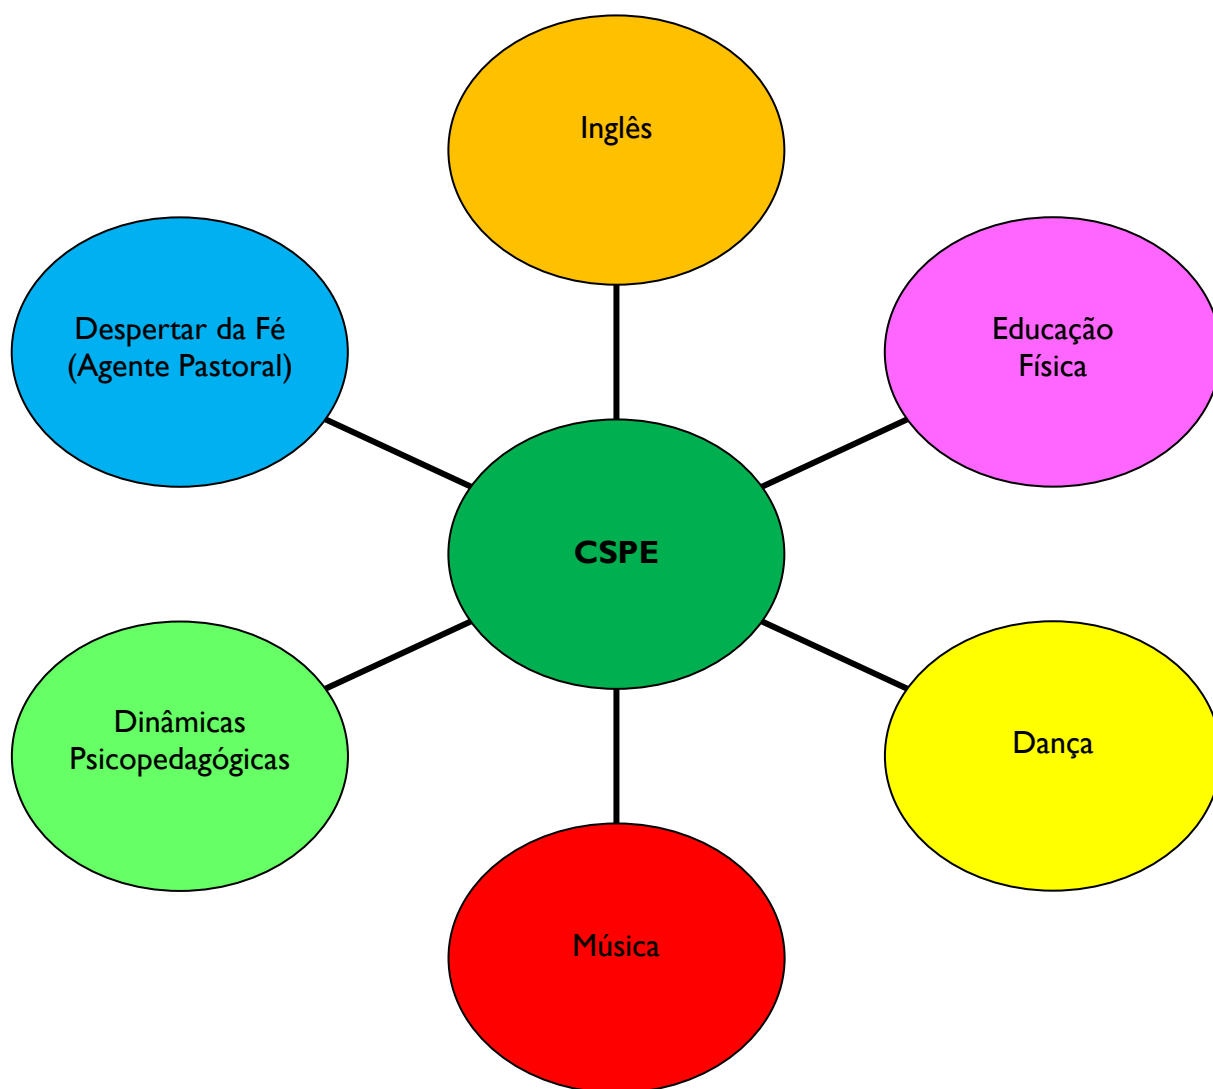 Inglês
Despertar da Fé
(Agente Pastoral)
Educação
Física
CSPE
Dinâmicas
Psicopedagógicas
Dança
Música